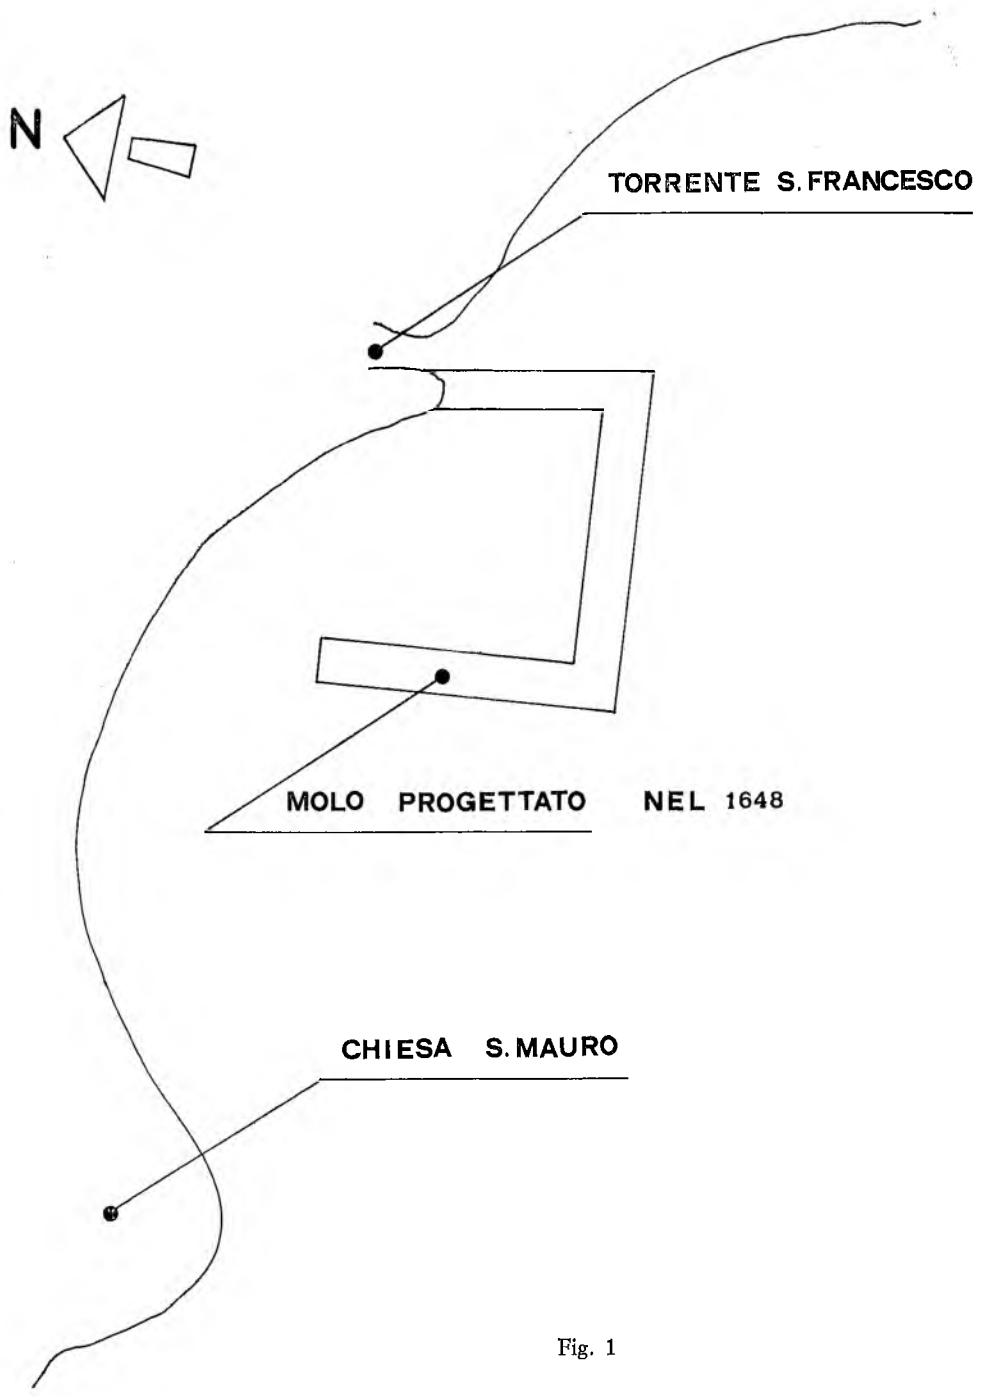 N
TORRENTE S. FRANCESCO
MOLO PROGETTATO NEL 1648
CHIESA S. MAURO
Fig. 1